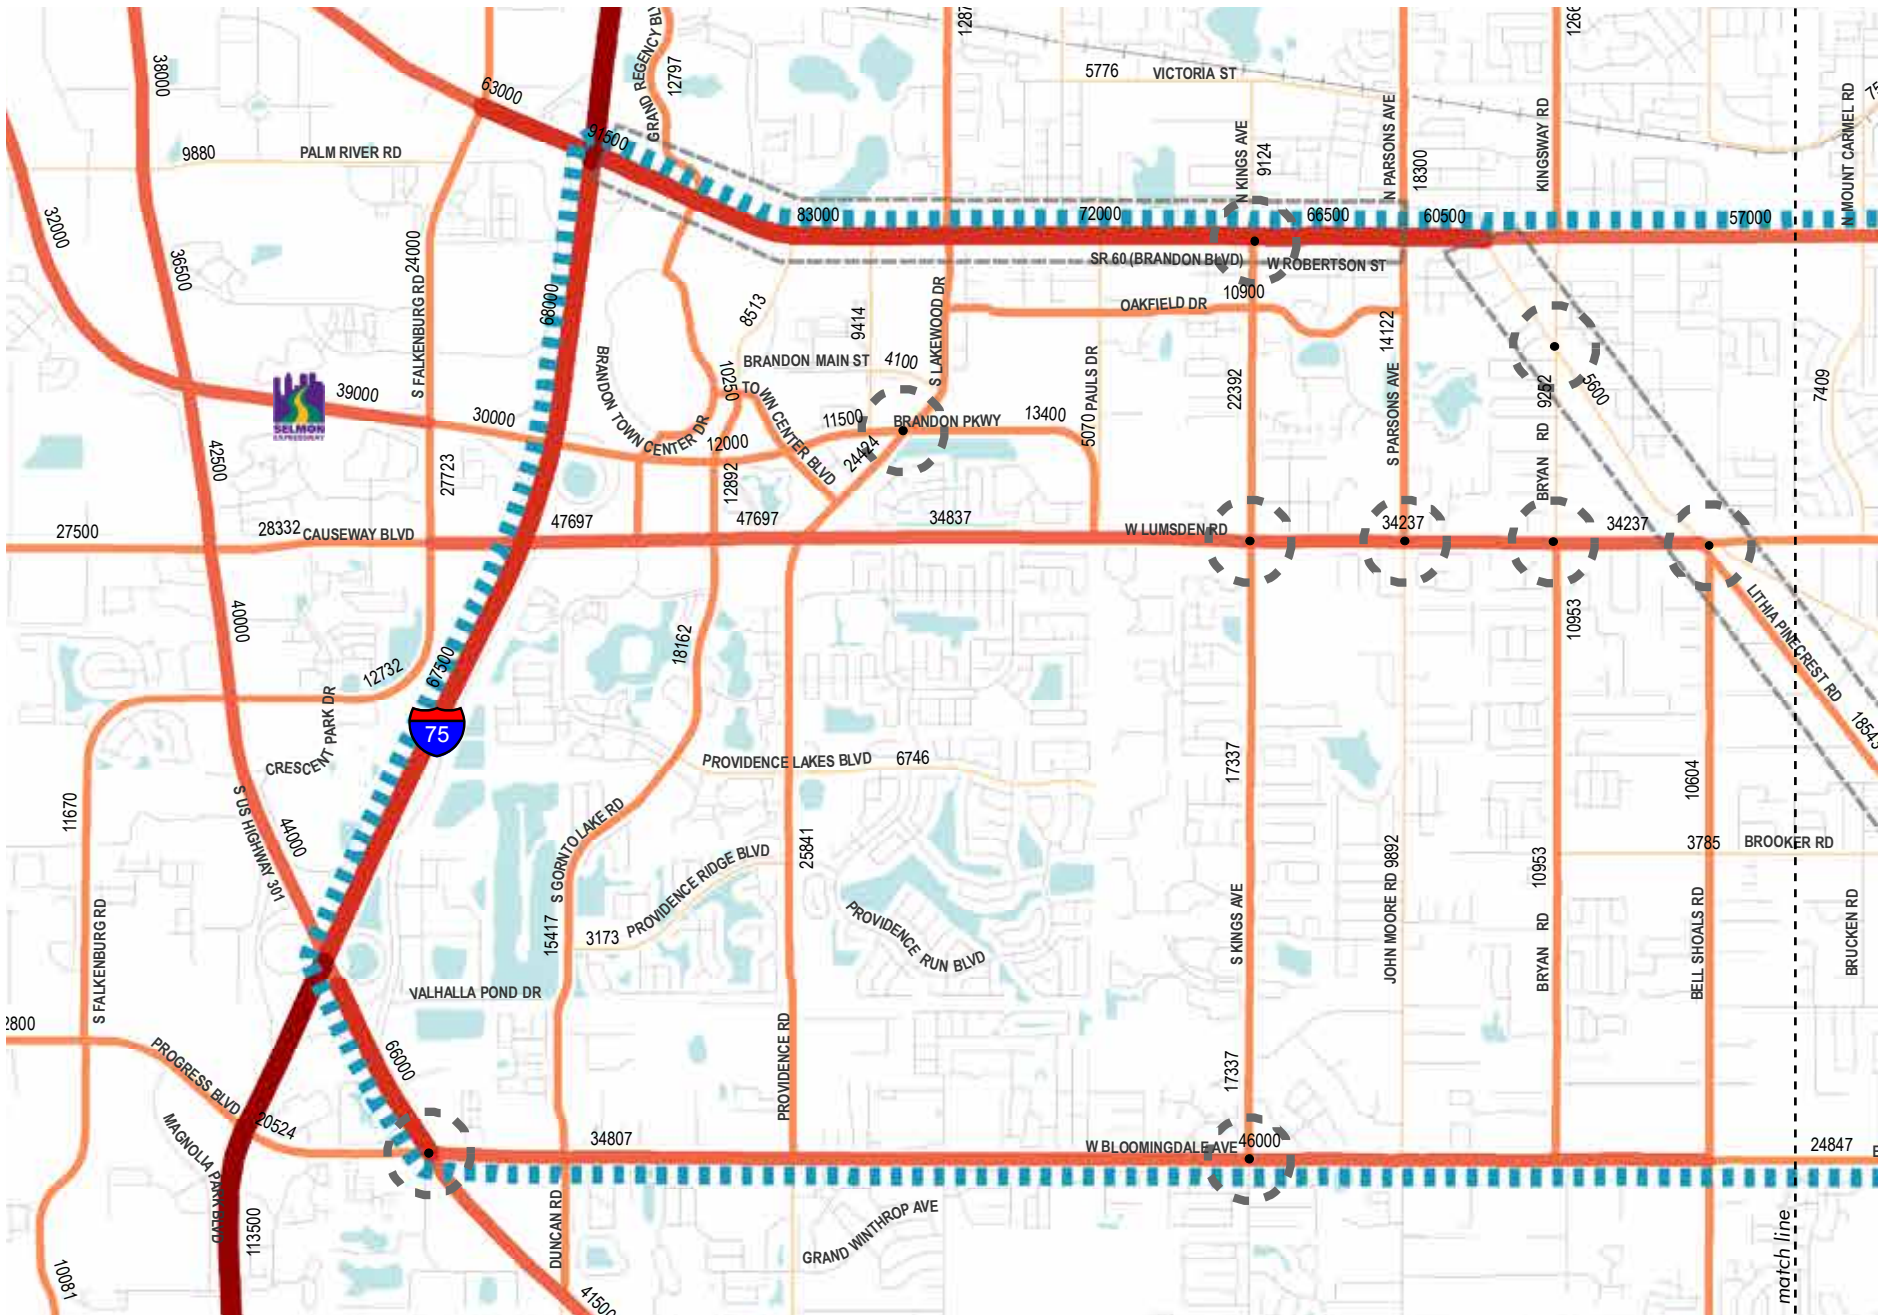 38000
63000
GRAND REGENCY BL
12797
1287
5776
VICTORIA ST
N PARSONS AVE
18300
1266
KINGSWAY RD
N MOUNT CARMEL RD
91500
9880
PALM RIVER RD
N KINGS AVE
9124
32000
36500
24000
S FALKENBURG RD
68000
83000
72000
66500
60500
57000
SR 60 (BRANDON BLVD)
W ROBERTSON ST
10900
OAKFIELD DR
8513
9414
S LAKEWOOD DR
14122
BRANDON MAIN ST
4100
PAULS DR
5070
22392
S PARSONS AVE
9252
5600
7409
SELMON
EXPRESSWAY
39000
30000
BRANDON TOWN CENTER DR
10250
TOWN CENTER BLVD
11500
BRANDON PKWY
13400
12000
24424
12892
42500
27723
BRYAN RD
27500
28332
CAUSEWAY BLVD
47697
47697
34837
W LUMSDEN RD
34237
34237
40000
12732
67500
18162
10953
LITHIA PINECREST RD
18543
75
CRESCENT PARK DR
PROVIDENCE LAKES BLVD
6746
17337
10604
11670
S US HIGHWAY 301
44000
S GORNTO LAKE RD
25841
3785
BROOKER RD
PROVIDENCE RIDGE BLVD
3173
15417
PROVIDENCE RUN BLVD
S KINGS AVE
JOHN MOORE RD 9892
10953
BRYAN RD
BELL SHOALS RD
BRUCKEN RD
S FALKENBURG RD
VALHALLA POND DR
2800
PROGRESS BLVD
66000
PROVIDENCE RD
17337
20524
MAGNOLIA PARK BLVD
34807
W BLOOMINGDALE AVE
46000
24847
E
113500
DUNCAN RD
GRAND WINTHROP AVE
10081
41500
match line